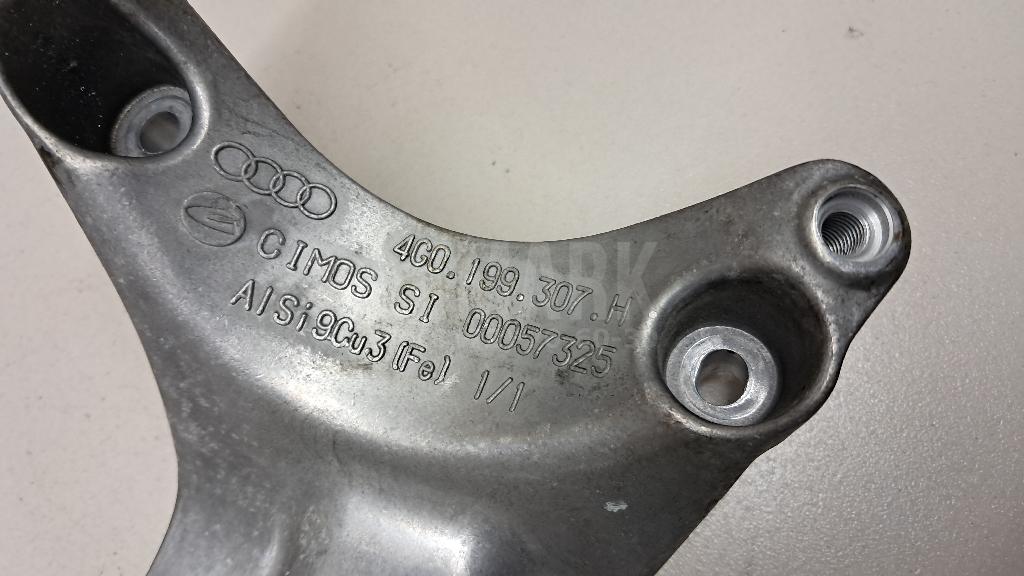 4G0.199.307.H
CIMOS SI 00057325
AlSi9Cu3(Fe) 1/1